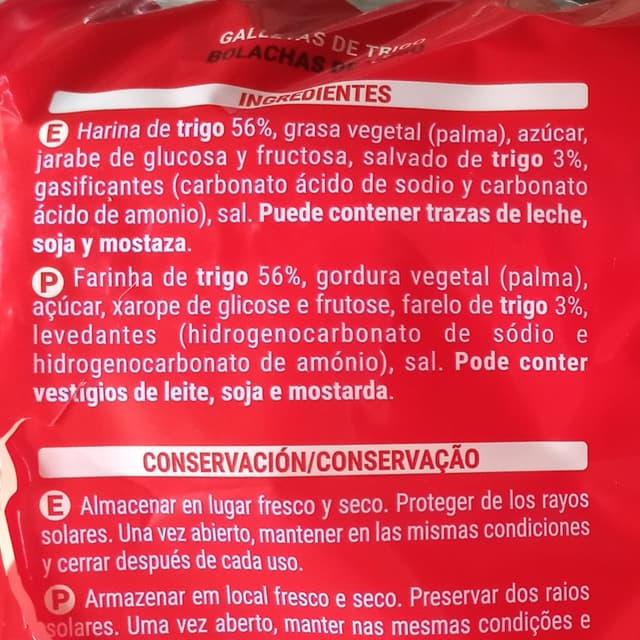 GALLETAS DE TRIGO
BOLACHAS DE
INGREDIENTES
E Harina de trigo 56%, grasa vegetal (palma), azúcar,
jarabe de glucosa y fructosa, salvado de trigo 3%,
gasificantes (carbonato ácido de sodio y carbonato
ácido de amonio), sal. Puede contener trazas de leche,
soja y mostaza.
P Farinha de trigo 56%, gordura vegetal (palma),
açúcar, xarope de glicose e frutose, farelo de trigo 3%,
levedantes (hidrogenocarbonato de sódio e
hidrogenocarbonato de amónio), sal. Pode conter
vestígios de leite, soja e mostarda.
CONSERVACIÓN/CONSERVAÇÃO
E Almacenar en lugar fresco y seco. Proteger de los rayos
solares. Una vez abierto, mantener en las mismas condiciones
y cerrar después de cada uso.
P Armazenar em local fresco e seco. Preservar dos raios
solares. Uma vez aberto, manter nas mesmas condições e